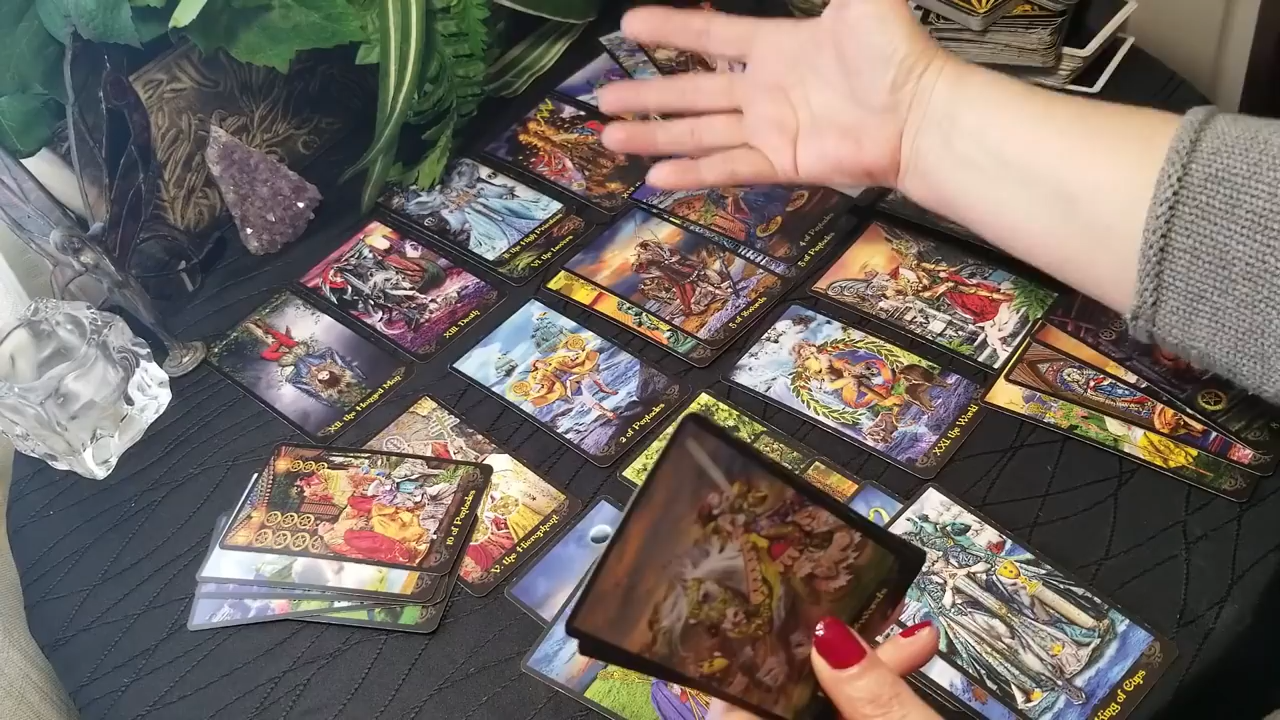 II. the High Priestess
VI. the Lovers
4 of Pentacles
5 of Pentacles
XIII. Death
5 of Swords
XII. the Hanged Man
2 of Pentacles
XXI. the World
10 of Pentacles
V. the Hierophant
King of Cups